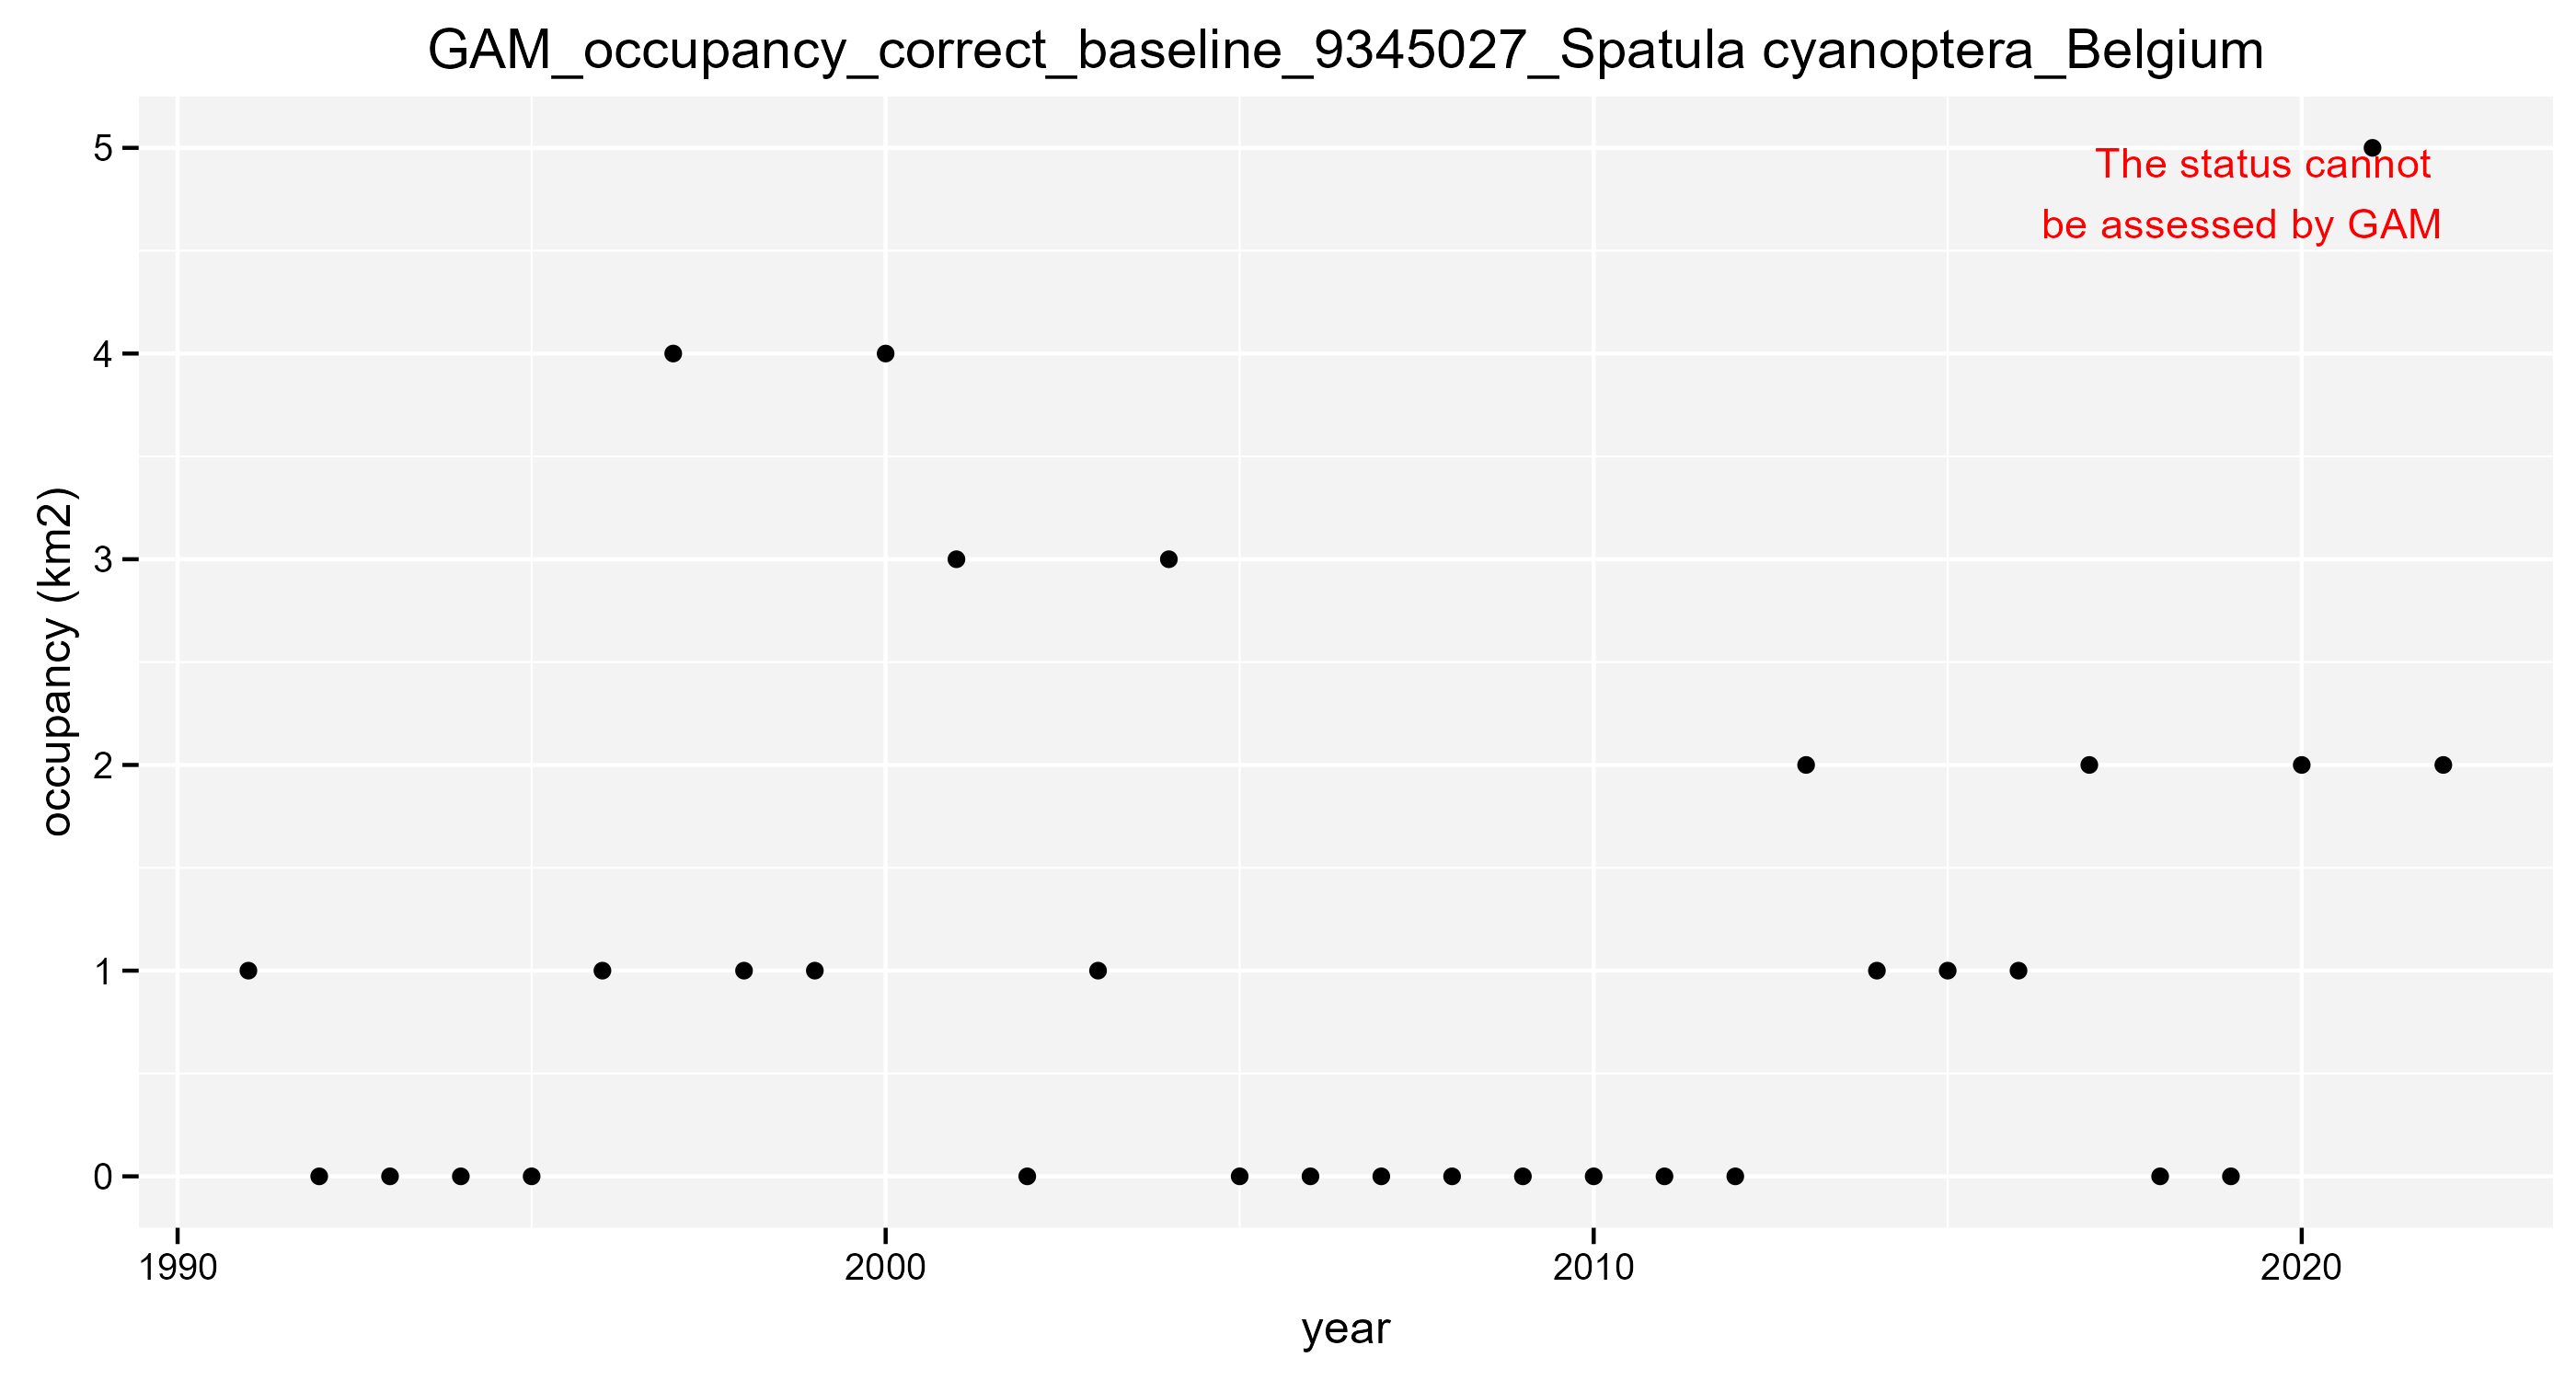 GAM_occupancy_correct_baseline_9345027_Spatula cyanoptera_Belgium
5
The status cannot
be assessed by GAM
4
3
occupancy (km2)
2
1
0
1990 2000 2010 2020
year